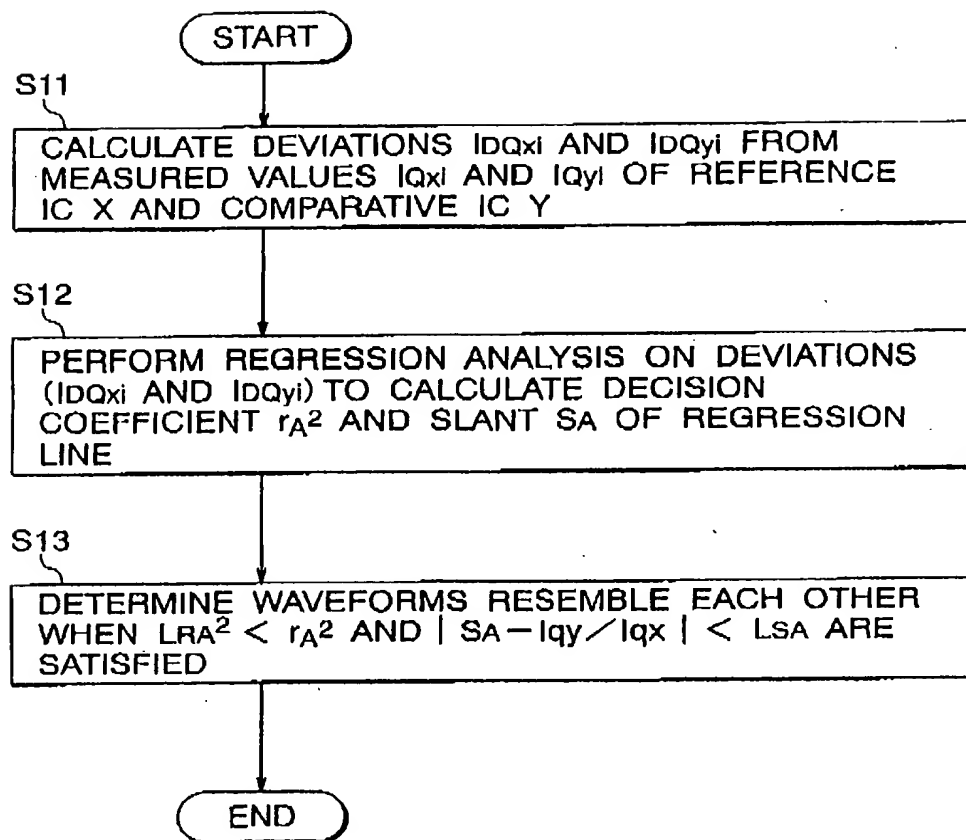 START
S11
CALCULATE DEVIATIONS IDQxi AND IDQyi FROM
MEASURED VALUES IQxi AND IQyi OF REFERENCE
IC X AND COMPARATIVE IC Y
S12
PERFORM REGRESSION ANALYSIS ON DEVIATIONS
(IDQxi AND IDQyi) TO CALCULATE DECISION
COEFFICIENT rA² AND SLANT SA OF REGRESSION
LINE
S13
DETERMINE WAVEFORMS RESEMBLE EACH OTHER
WHEN LRA² < rA² AND | SA−Iqy/Iqx | < LSA ARE
SATISFIED
END